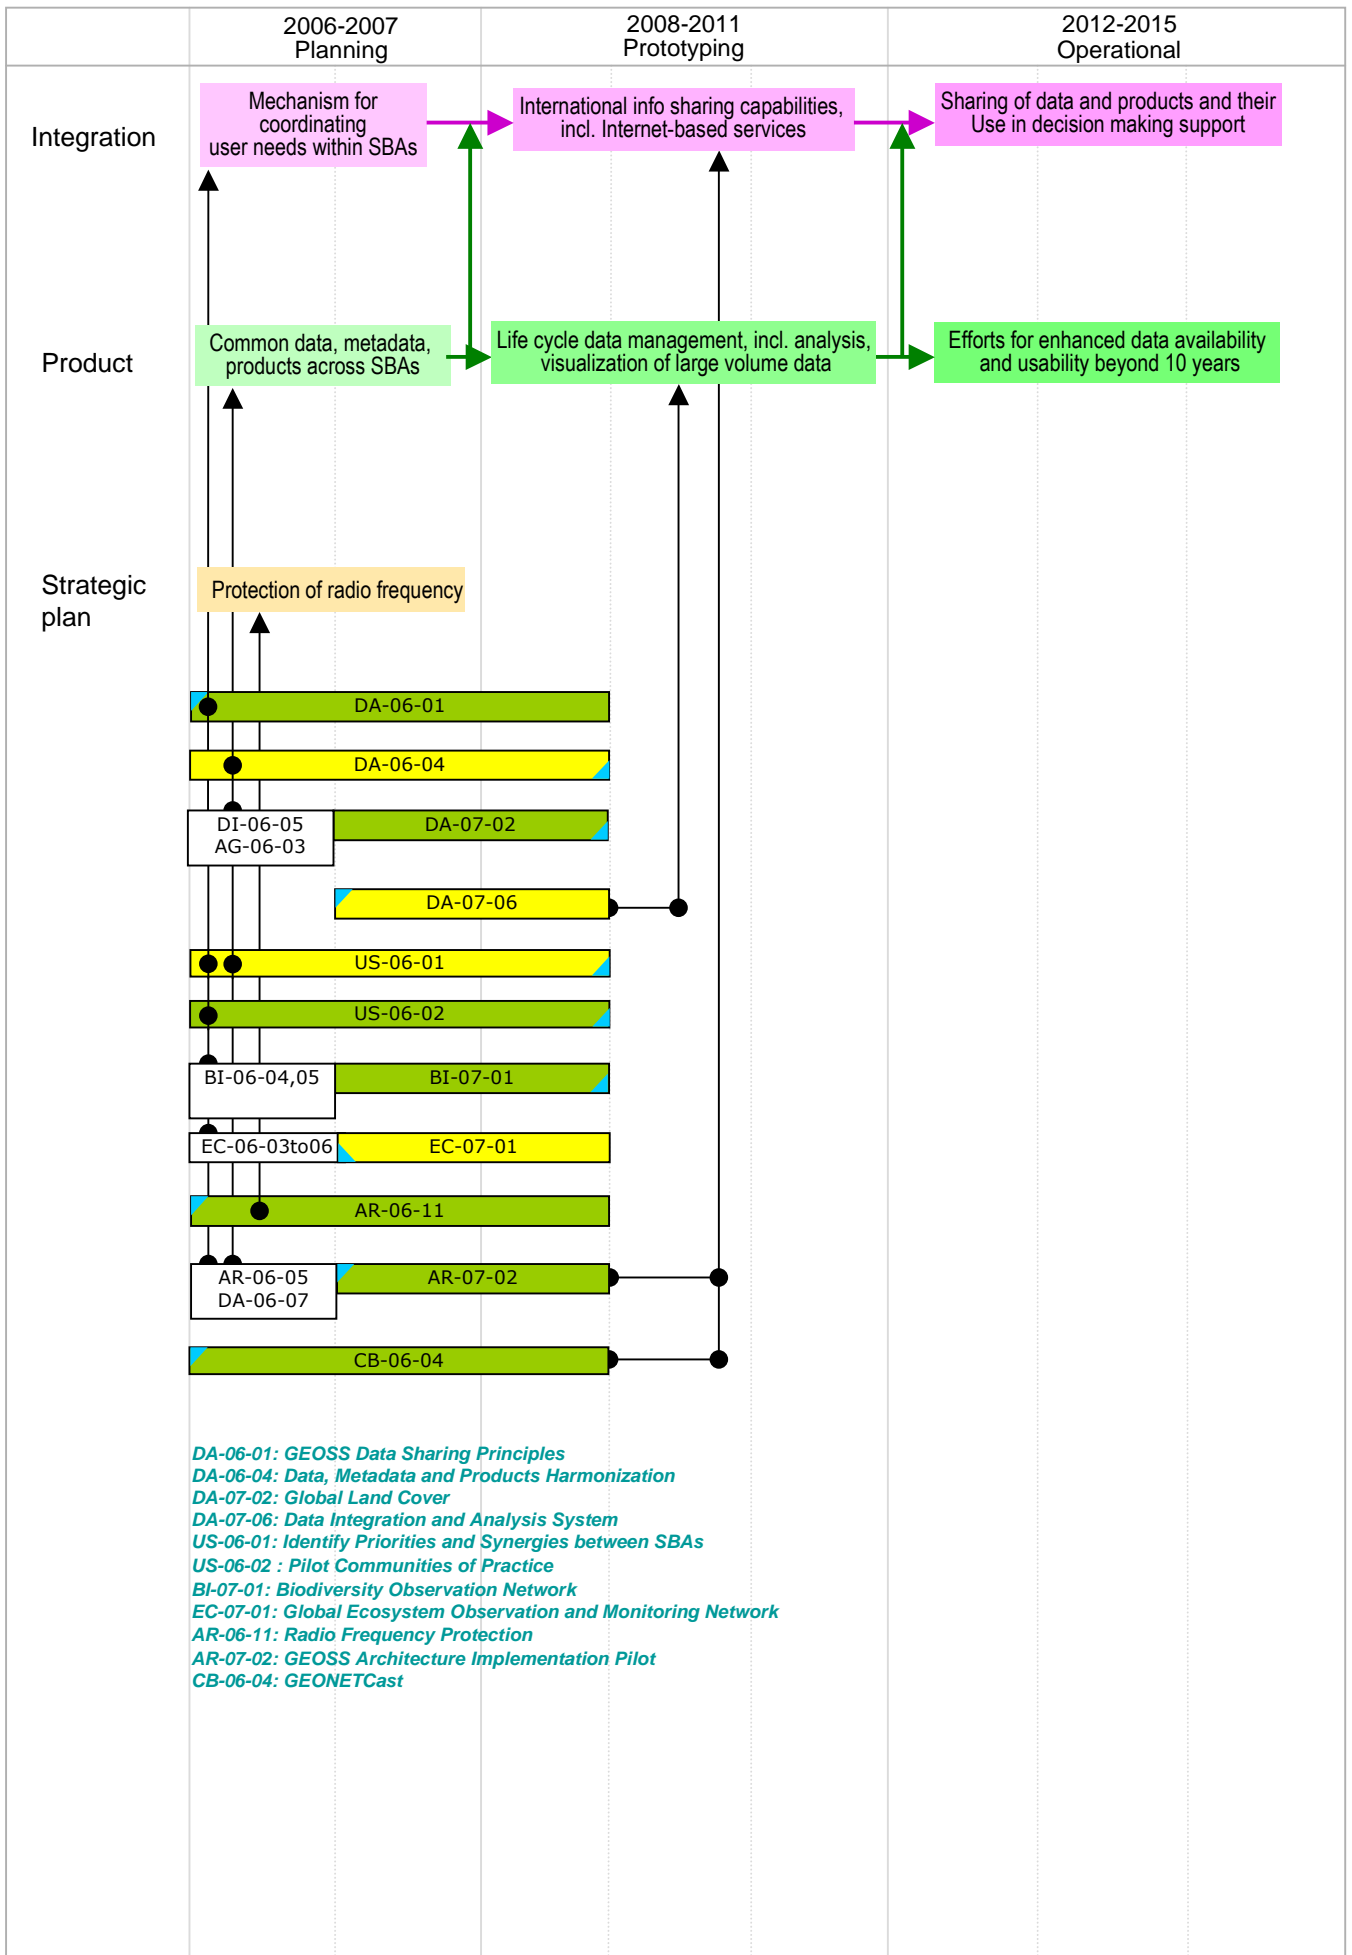 2006-2007
Planning
2008-2011
Prototyping
2012-2015
Operational
Integration
Mechanism for
coordinating
user needs within SBAs
International info sharing capabilities,
incl. Internet-based services
Sharing of data and products and their
Use in decision making support
Product
Common data, metadata,
products across SBAs
Life cycle data management, incl. analysis,
visualization of large volume data
Efforts for enhanced data availability
and usability beyond 10 years
Strategic
plan
Protection of radio frequency
DA-06-01
DA-06-04
DI-06-05
AG-06-03
DA-07-02
DA-07-06
US-06-01
US-06-02
BI-06-04,05
BI-07-01
EC-06-03to06
EC-07-01
AR-06-11
AR-06-05
DA-06-07
AR-07-02
CB-06-04
DA-06-01: GEOSS Data Sharing Principles
DA-06-04: Data, Metadata and Products Harmonization
DA-07-02: Global Land Cover
DA-07-06: Data Integration and Analysis System
US-06-01: Identify Priorities and Synergies between SBAs
US-06-02 : Pilot Communities of Practice
BI-07-01: Biodiversity Observation Network
EC-07-01: Global Ecosystem Observation and Monitoring Network
AR-06-11: Radio Frequency Protection
AR-07-02: GEOSS Architecture Implementation Pilot
CB-06-04: GEONETCast